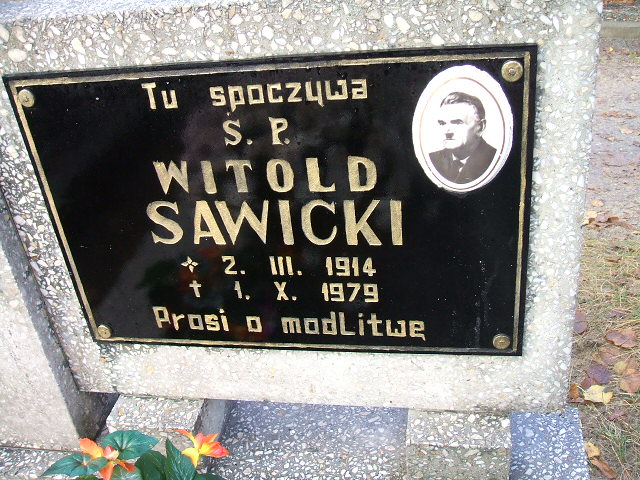 Tu spoczywa
Ś. P.
WITOLD
SAWICKI
2. III. 1914
† 1. X. 1979
Prosi o modlitwę